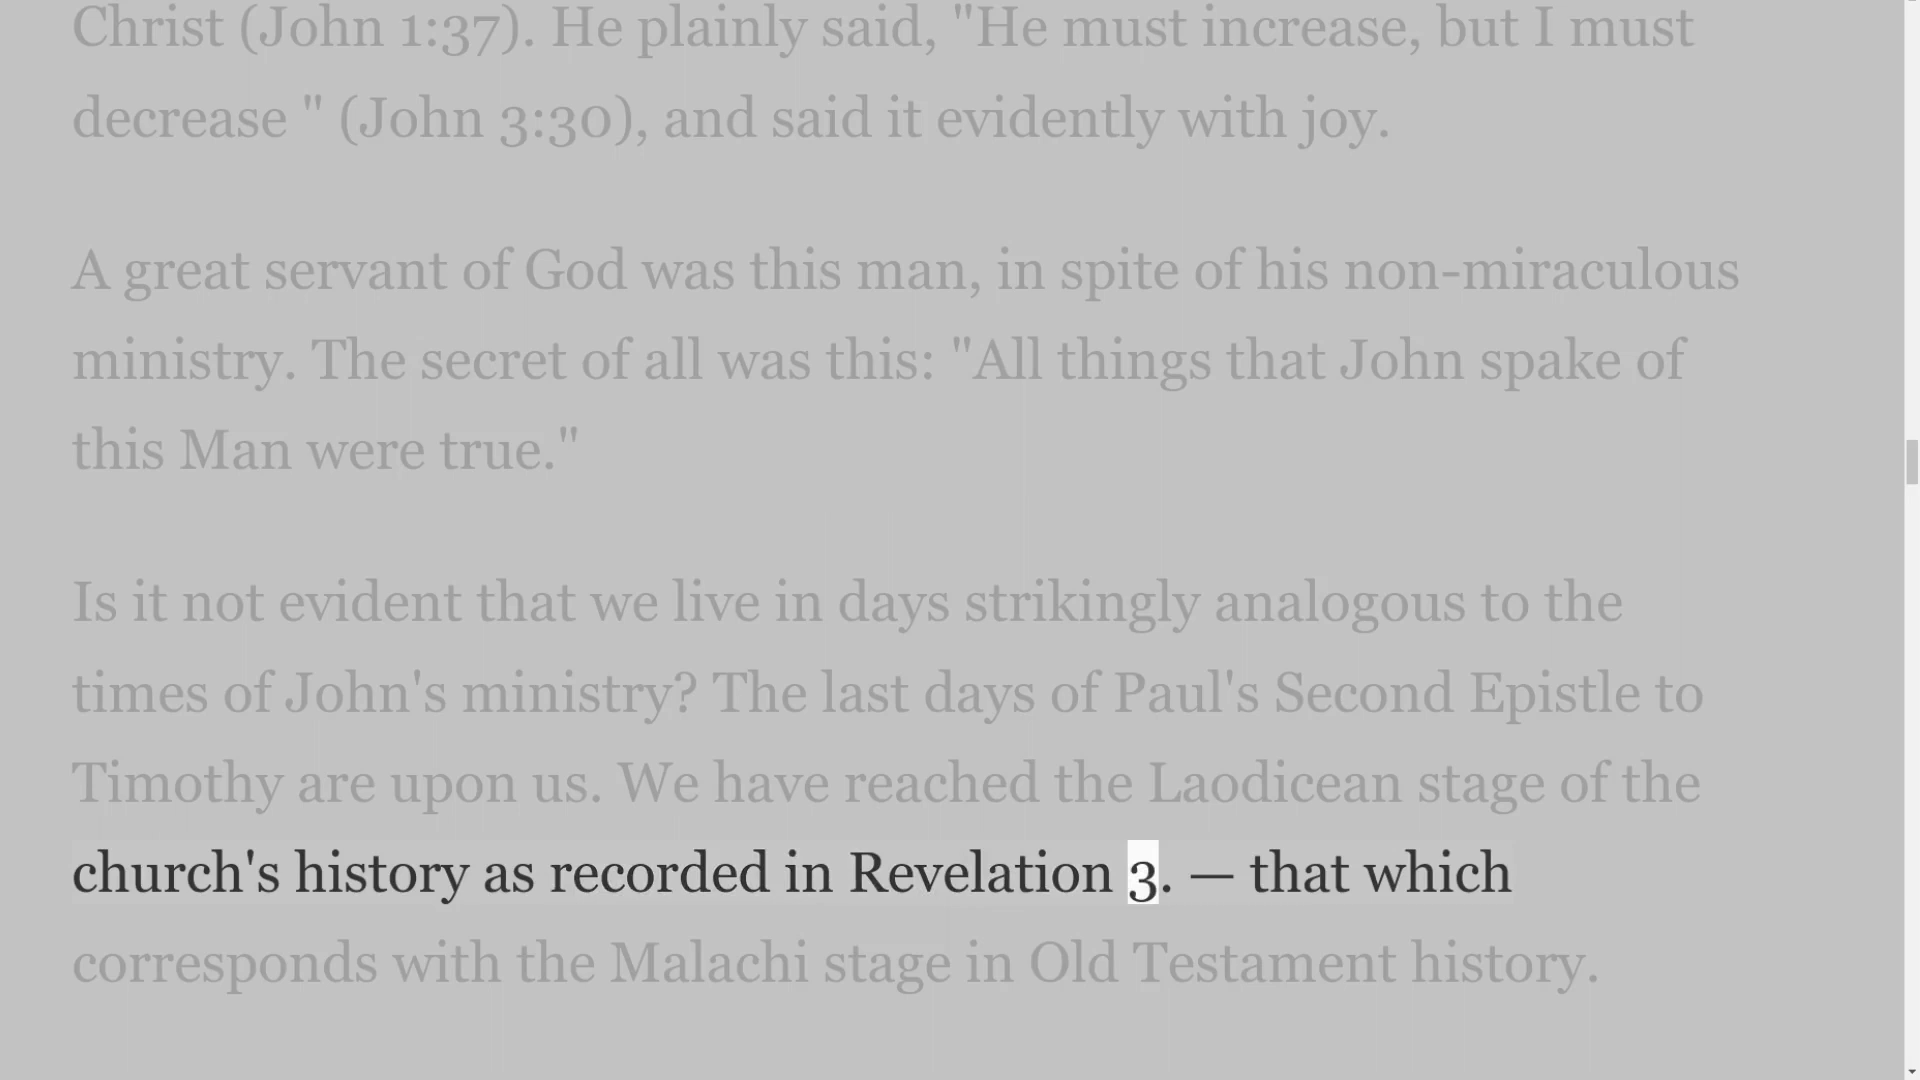 Christ (John 1:37). He plainly said, "He must increase, but I must
decrease " (John 3:30), and said it evidently with joy.
A great servant of God was this man, in spite of his non-miraculous
ministry. The secret of all was this: "All things that John spake of
this Man were true."
Is it not evident that we live in days strikingly analogous to the
times of John's ministry? The last days of Paul's Second Epistle to
Timothy are upon us. We have reached the Laodicean stage of the
church's history as recorded in Revelation 3. — that which
corresponds with the Malachi stage in Old Testament history.